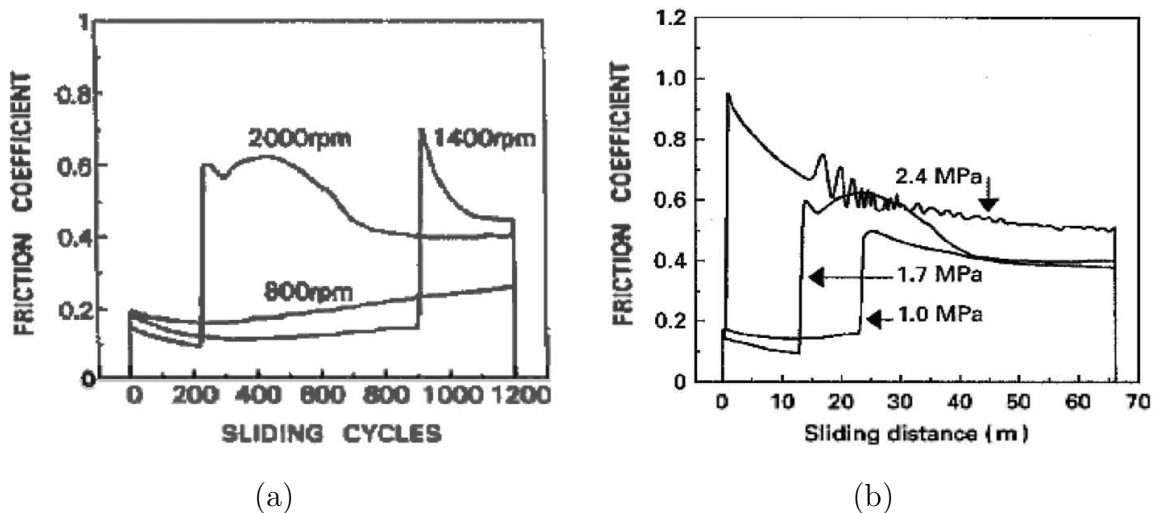 FRICTION COEFFICIENT
1
0.8
0.6
0.4
0.2
0
2000rpm
1400rpm
800rpm
0 200 400 600 800 1000 1200
SLIDING CYCLES
(a)
FRICTION COEFFICIENT
1.2
1.0
0.8
0.6
0.4
0.2
0
2.4 MPa
1.7 MPa
1.0 MPa
0 10 20 30 40 50 60 70
Sliding distance (m)
(b)